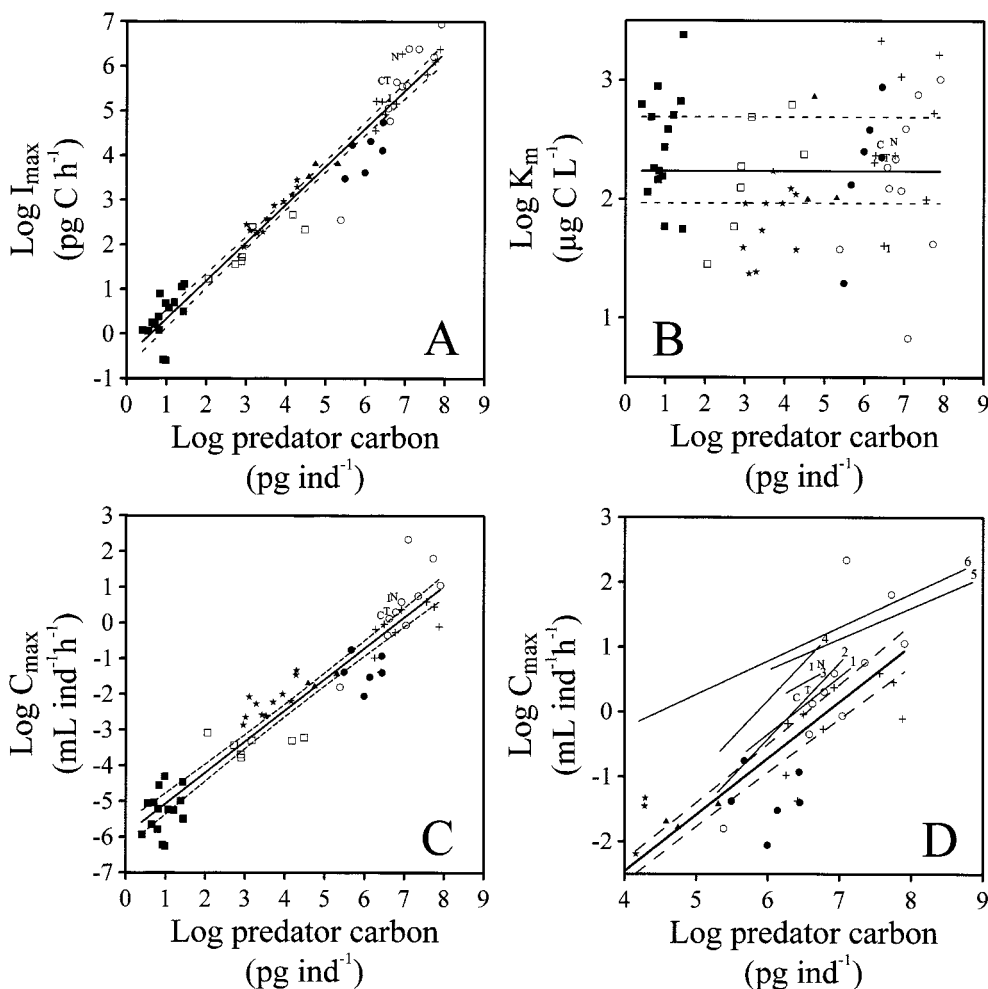 7
6
5
4
3
2
1
0
-1
Log I_max
(pg C h⁻¹)
N
CT
I
A
0 1 2 3 4 5 6 7 8 9
Log predator carbon
(pg ind⁻¹)
3
2
1
Log K_m
(µg C L⁻¹)
C N
T
I
B
0 1 2 3 4 5 6 7 8 9
Log predator carbon
(pg ind⁻¹)
3
2
1
0
-1
-2
-3
-4
-5
-6
-7
Log C_max
(mL ind⁻¹h⁻¹)
IN
CT
C
0 1 2 3 4 5 6 7 8 9
Log predator carbon
(pg ind⁻¹)
3
2
1
0
-1
-2
Log C_max
(mL ind⁻¹h⁻¹)
6
5
4
2
1
I N
3
C T
D
4 5 6 7 8 9
Log predator carbon
(pg ind⁻¹)